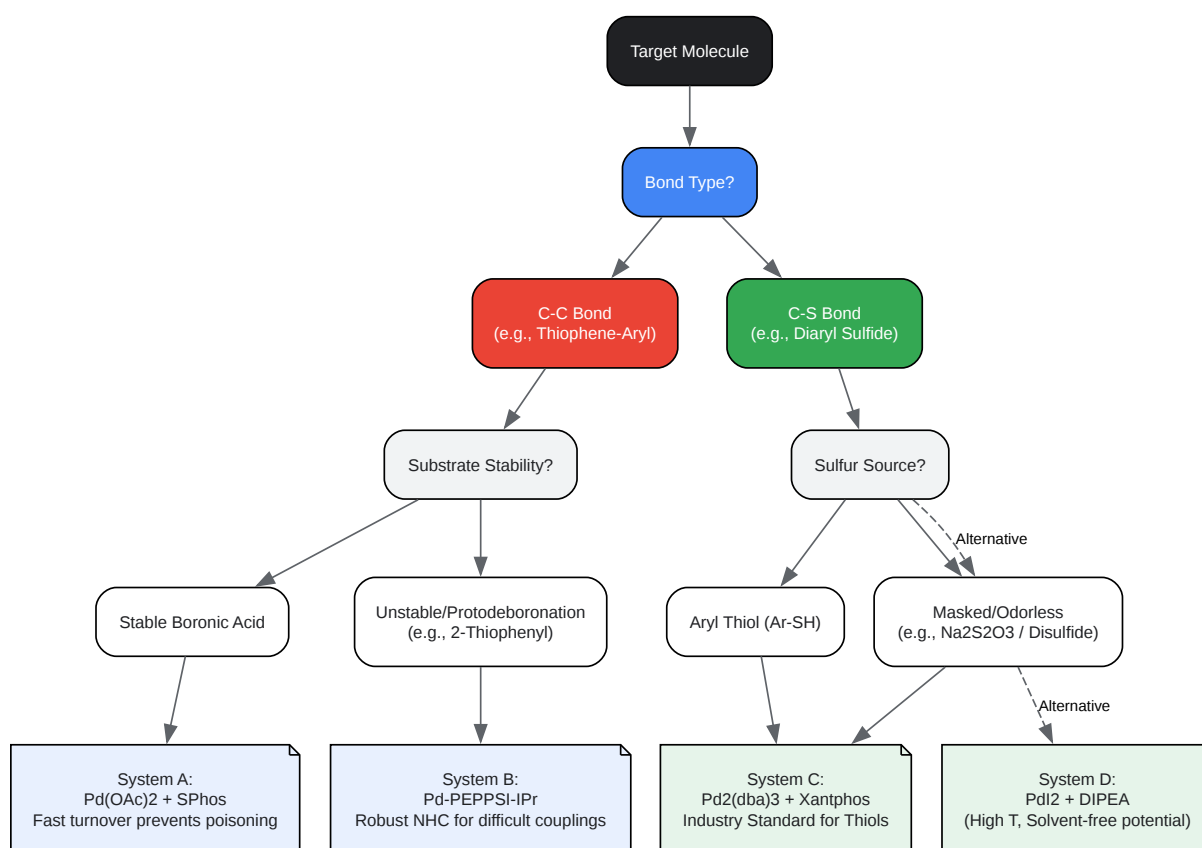 Target Molecule
Bond Type?
C-C Bond
(e.g., Thiophene-Aryl)
C-S Bond
(e.g., Diaryl Sulfide)
Substrate Stability?
Sulfur Source?
Alternative
Stable Boronic Acid
Unstable/Protodeboronation
(e.g., 2-Thiophenyl)
Aryl Thiol (Ar-SH)
Masked/Odorless
(e.g., Na2S2O3 / Disulfide)
Alternative
System A:
Pd(OAc)2 + SPhos
Fast turnover prevents poisoning
System B:
Pd-PEPPSI-IPr
Robust NHC for difficult couplings
System C:
Pd2(dba)3 + Xantphos
Industry Standard for Thiols
System D:
PdI2 + DIPEA
(High T, Solvent-free potential)